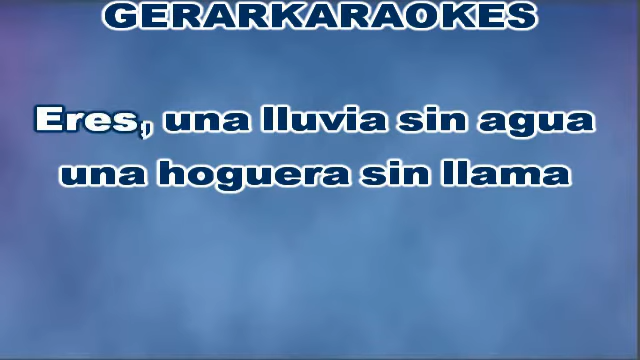 GERARKARAOKES
Eres, una lluvia sin agua
una hoguera sin llama